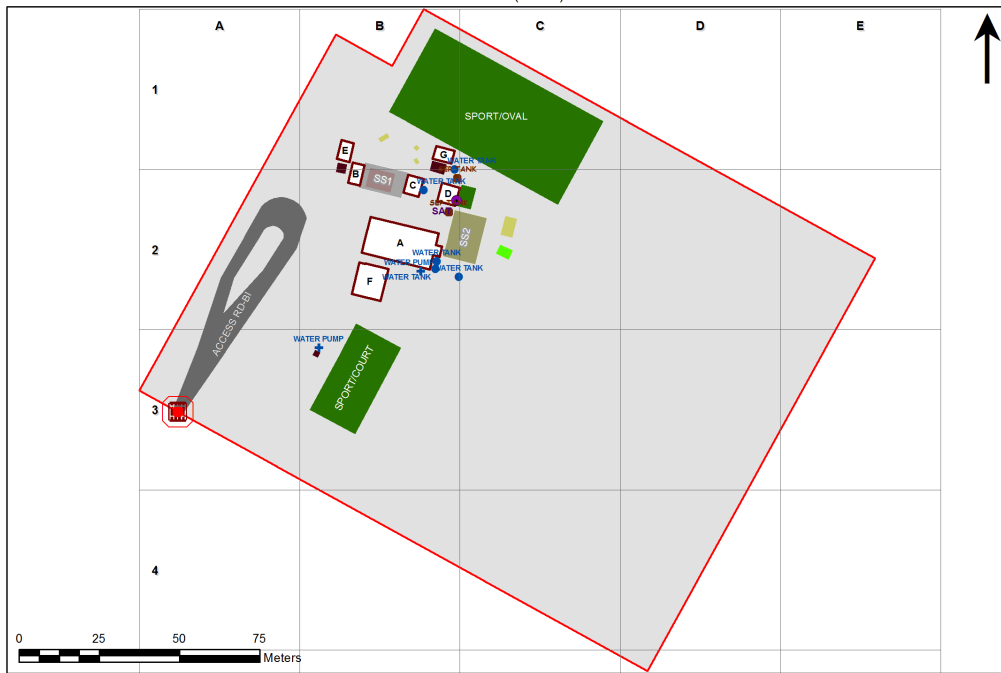 A B C D E
1
SPORT/OVAL
E
G
WATER TANK
B
SS1
C
WATER TANK
D
SS2
A
2
WATER TANK
WATER PUMP
WATER TANK
WATER TANK
F
ACCESS RD-BI
WATER PUMP
SPORT/COURT
3
4
0 25 50 75
Meters